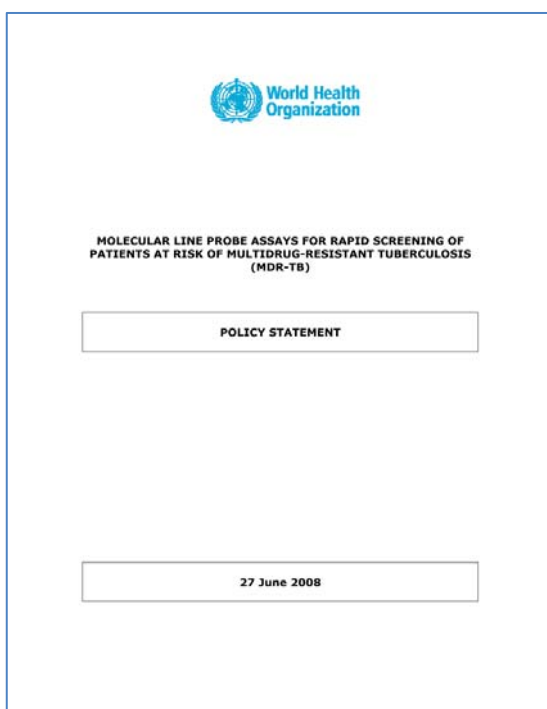 World Health
Organization
MOLECULAR LINE PROBE ASSAYS FOR RAPID SCREENING OF
PATIENTS AT RISK OF MULTIDRUG-RESISTANT TUBERCULOSIS
(MDR-TB)
POLICY STATEMENT
27 June 2008